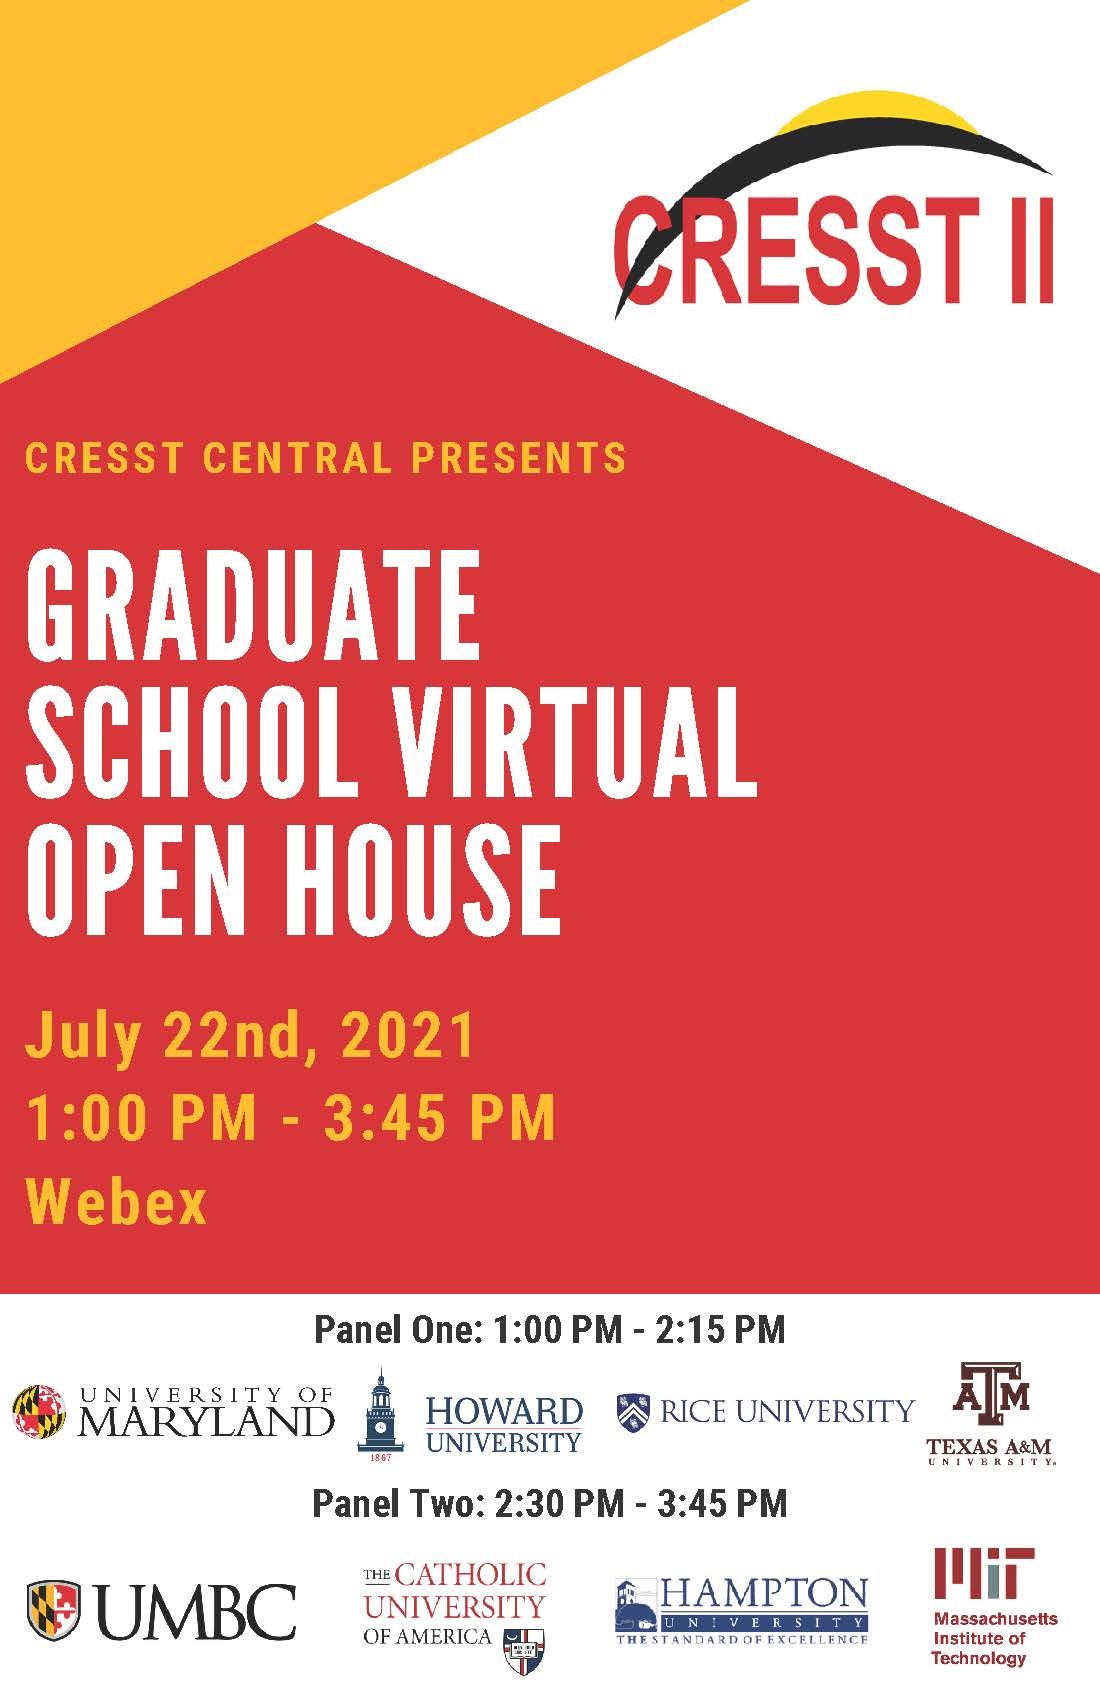 CRESST II
CRESST CENTRAL PRESENTS
GRADUATE
SCHOOL VIRTUAL
OPEN HOUSE
July 22nd, 2021
1:00 PM - 3:45 PM
Webex
Panel One: 1:00 PM - 2:15 PM
UNIVERSITY OF
MARYLAND
1867
HOWARD
UNIVERSITY
RICE UNIVERSITY
ATM
TEXAS A&M
UNIVERSITY®
Panel Two: 2:30 PM - 3:45 PM
UMBC
THE CATHOLIC
UNIVERSITY
OF AMERICA
HAMPTON
UNIVERSITY
THE STANDARD OF EXCELLENCE
MIT
Massachusetts
Institute of
Technology